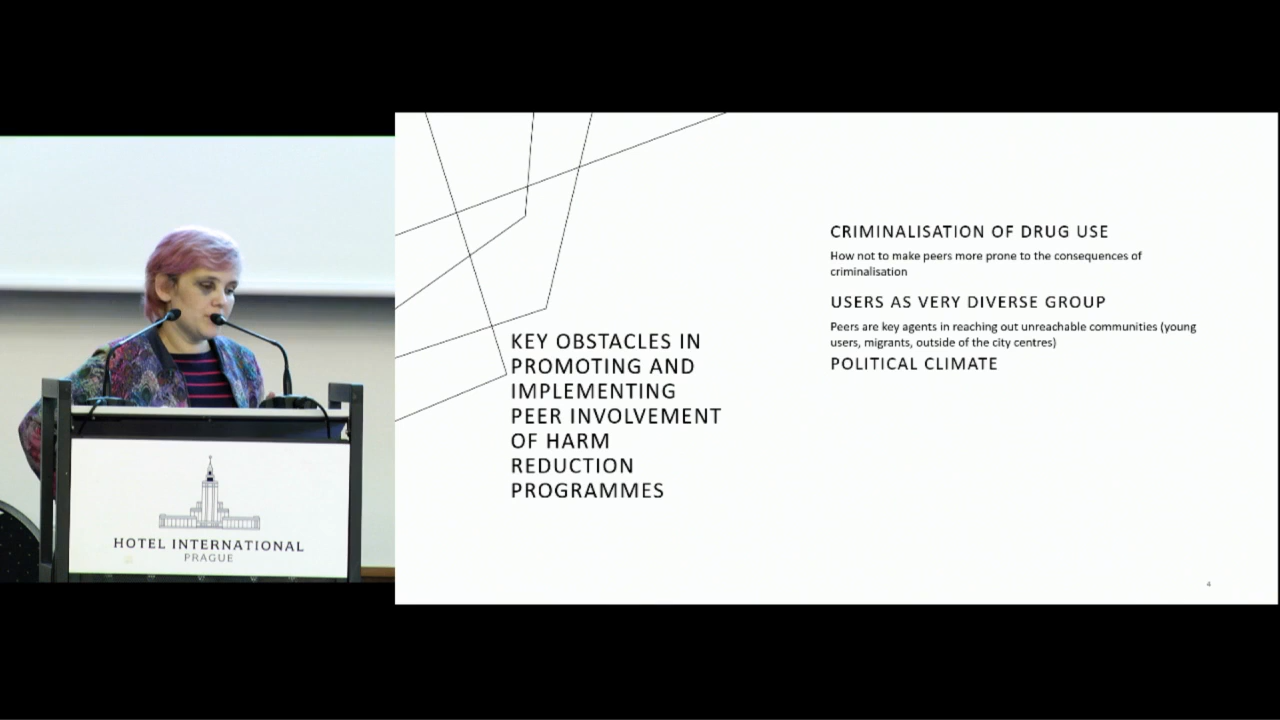 KEY OBSTACLES IN
PROMOTING AND
IMPLEMENTING
PEER INVOLVEMENT
OF HARM
REDUCTION
PROGRAMMES
CRIMINALISATION OF DRUG USE
How not to make peers more prone to the consequences of
criminalisation
USERS AS VERY DIVERSE GROUP
Peers are key agents in reaching out unreachable communities (young
users, migrants, outside of the city centres)
POLITICAL CLIMATE
4
HOTEL INTERNATIONAL
PRAGUE